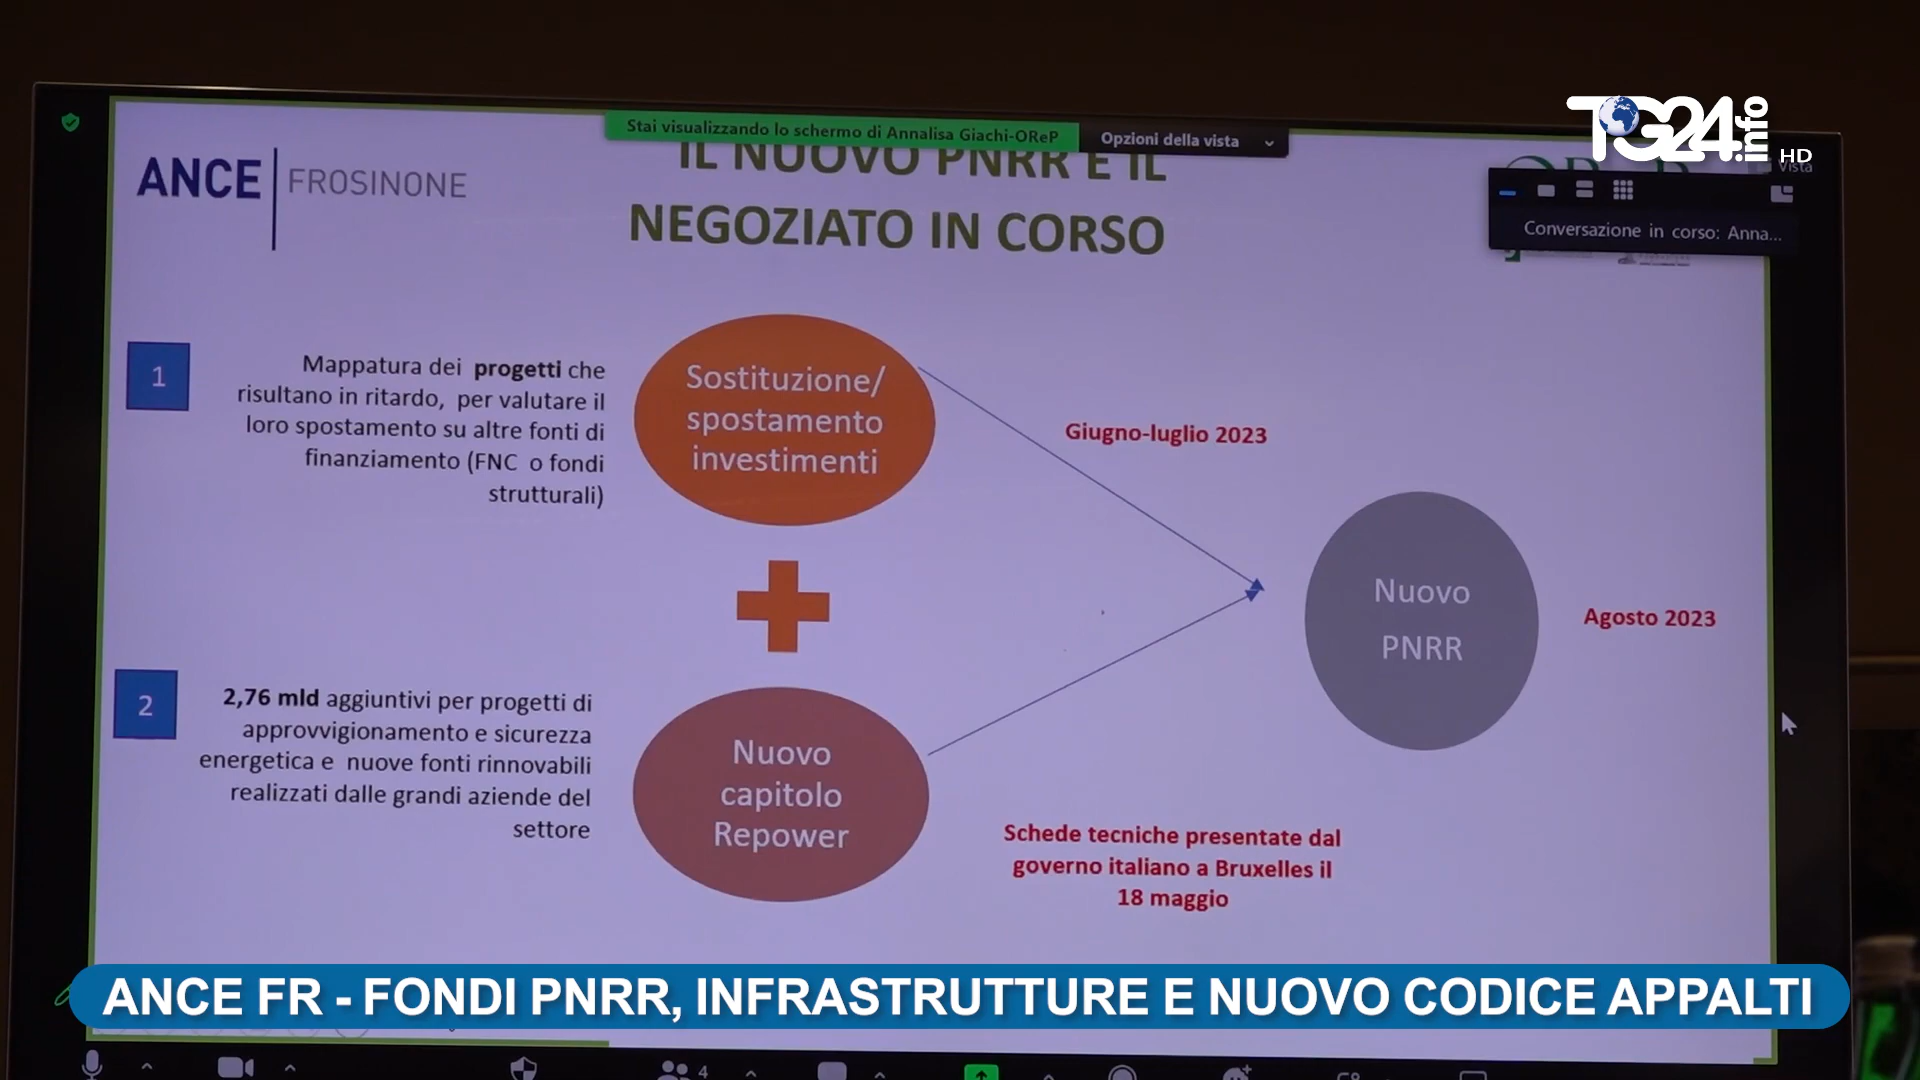 TG24.info HD
Stai visualizzando lo schermo di Annalisa Giachi-OReP
Opzioni della vista
Vista
ANCE FROSINONE
IL NUOVO PNRR E IL
NEGOZIATO IN CORSO
Conversazione in corso: Anna...
1
Mappatura dei progetti che
risultano in ritardo, per valutare il
loro spostamento su altre fonti di
finanziamento (FNC o fondi
strutturali)
Sostituzione/
spostamento
investimenti
Giugno-luglio 2023
Nuovo
PNRR
Agosto 2023
2
2,76 mld aggiuntivi per progetti di
approvvigionamento e sicurezza
energetica e nuove fonti rinnovabili
realizzati dalle grandi aziende del
settore
Nuovo
capitolo
Repower
Schede tecniche presentate dal
governo italiano a Bruxelles il
18 maggio
ANCE FR - FONDI PNRR, INFRASTRUTTURE E NUOVO CODICE APPALTI
4